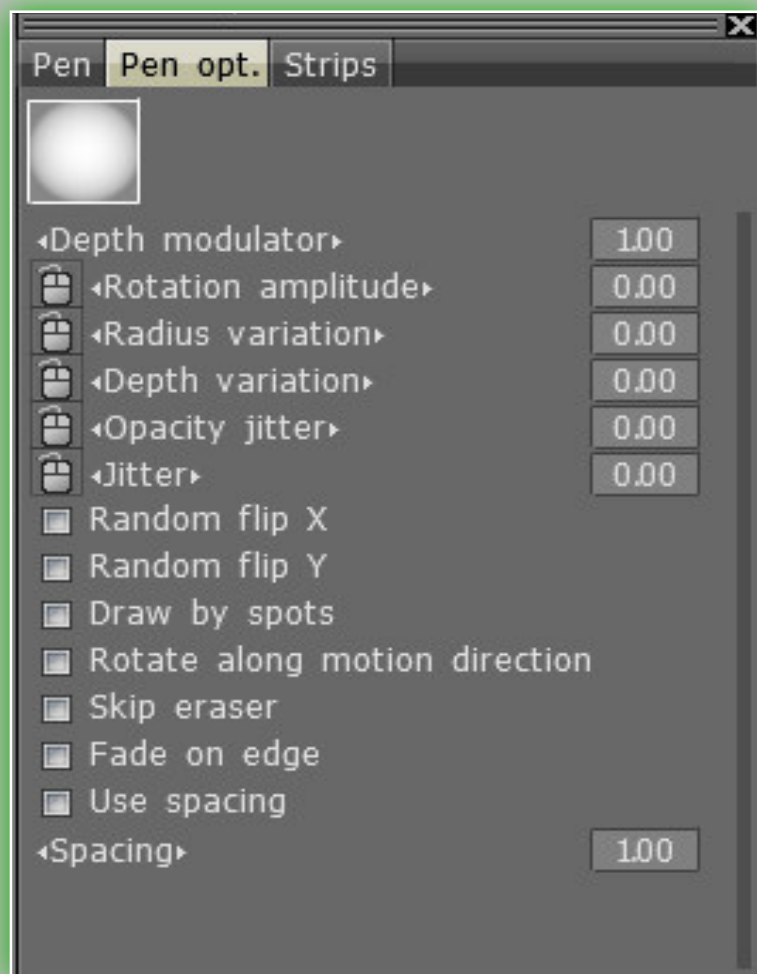 Pen Pen opt. Strips
Depth modulator 1.00
Rotation amplitude 0.00
Radius variation 0.00
Depth variation 0.00
Opacity jitter 0.00
Jitter 0.00
Random flip X
Random flip Y
Draw by spots
Rotate along motion direction
Skip eraser
Fade on edge
Use spacing
Spacing 1.00